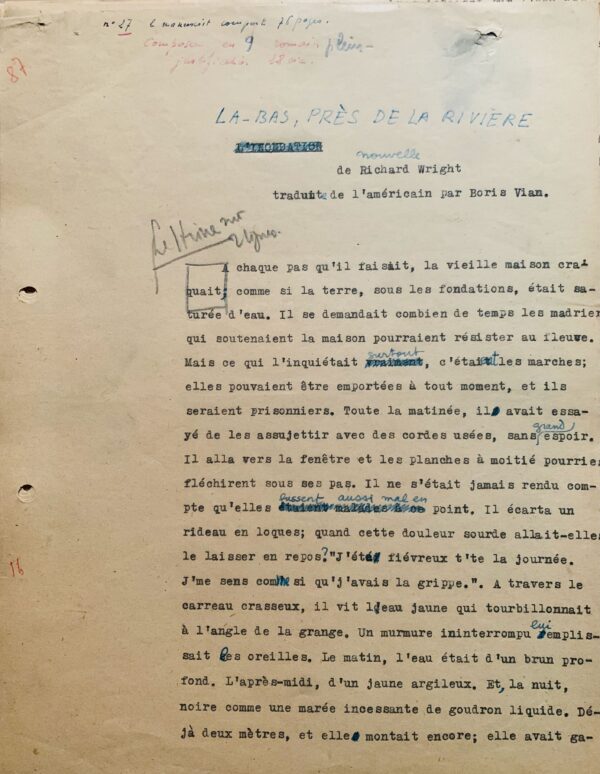 n° 27 le manuscrit comporte 76 pages.
Composer en 9 romain plein
justification 18
87
LA-BAS, PRÈS DE LA RIVIÈRE
L'INONDATION
nouvelle
de Richard Wright
traduite de l'américain par Boris Vian.
Lettrine sur
2 lignes.
A chaque pas qu'il faisait, la vieille maison cra-
quait, comme si la terre, sous les fondations, était sa-
turée d'eau. Il se demandait combien de temps les madrier
qui soutenaient la maison pourraient résister au fleuve.
Mais ce qui l'inquiétait vraiment surtout, c'étaient les marches;
elles pouvaient être emportées à tout moment, et ils
seraient prisonniers. Toute la matinée, il avait essa-
yé de les assujettir avec des cordes usées, sans grand espoir.
Il alla vers la fenêtre et les planches à moitié pourries
fléchirent sous ses pas. Il ne s'était jamais rendu com-
pte qu'elles étaient malades à ce fussent aussi mal en point. Il écarta un
rideau en loques; quand cette douleur sourde allait-elle
le laisser en repos? "J'été fiévreux t'te la journée.
J'me sens comme si qu'j'avais la grippe.". A travers le
carreau crasseux, il vit l'eau jaune qui tourbillonnait
à l'angle de la grange. Un murmure ininterrompu lui emplis-
sait les oreilles. Le matin, l'eau était d'un brun pro-
fond. L'après-midi, d'un jaune argileux. Et, la nuit,
noire comme une marée incessante de goudron liquide. Dé-
jà deux mètres, et elle montait encore; elle avait ga-
16